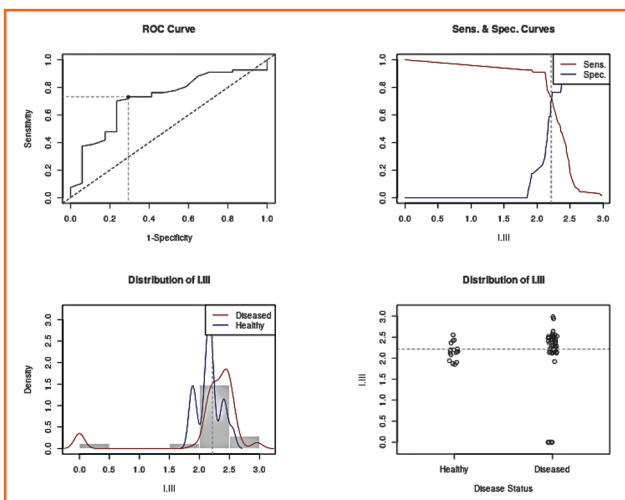 ROC Curve
Sensitivity
0.0 0.2 0.4 0.6 0.8 1.0
0.0 0.2 0.4 0.6 0.8 1.0
1-Specificity
Sens. & Spec. Curves
Sens.
Spec.
0.0 0.2 0.4 0.6 0.8 1.0
0.0 0.5 1.0 1.5 2.0 2.5 3.0
I.III
Distribution of I.III
Diseased
Healthy
Density
0.0 0.5 1.0 1.5 2.0 2.5 3.0
0.0 0.5 1.0 1.5 2.0 2.5 3.0
I.III
Distribution of I.III
I.III
0.0 0.5 1.0 1.5 2.0 2.5 3.0
Healthy Diseased
Disease Status